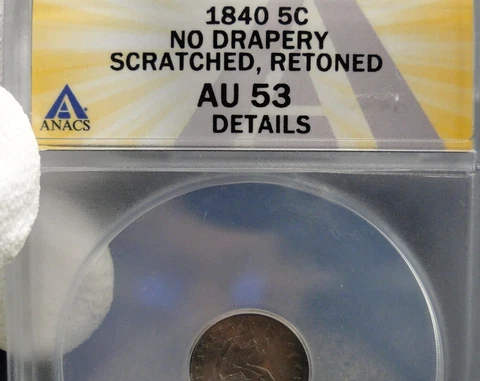 1840 5C
NO DRAPERY
SCRATCHED, RETONED
AU 53
DETAILS
ANACS